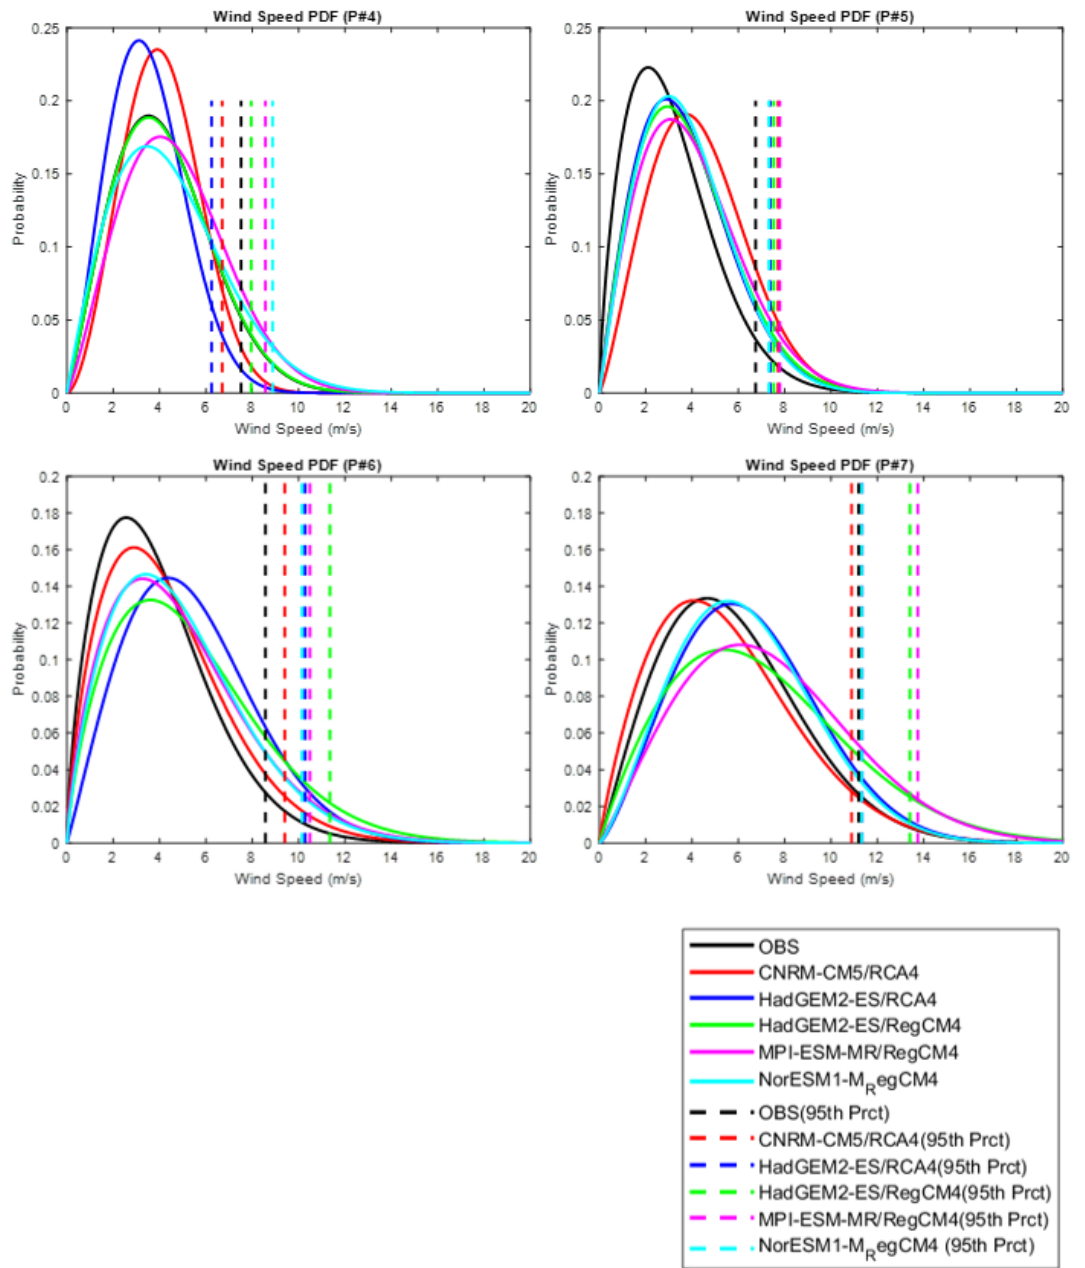 Wind Speed PDF (P#4)
0.25
0.2
0.15
0.1
0.05
0
Probability
0 2 4 6 8 10 12 14 16 18 20
Wind Speed (m/s)
Wind Speed PDF (P#5)
0.25
0.2
0.15
0.1
0.05
0
Probability
0 2 4 6 8 10 12 14 16 18 20
Wind Speed (m/s)
Wind Speed PDF (P#6)
0.2
0.18
0.16
0.14
0.12
0.1
0.08
0.06
0.04
0.02
0
Probability
0 2 4 6 8 10 12 14 16 18 20
Wind Speed (m/s)
Wind Speed PDF (P#7)
0.2
0.18
0.16
0.14
0.12
0.1
0.08
0.06
0.04
0.02
0
Probability
0 2 4 6 8 10 12 14 16 18 20
Wind Speed (m/s)
OBS
CNRM-CM5/RCA4
HadGEM2-ES/RCA4
HadGEM2-ES/RegCM4
MPI-ESM-MR/RegCM4
NorESM1-M_RegCM4
OBS(95th Prct)
CNRM-CM5/RCA4(95th Prct)
HadGEM2-ES/RCA4(95th Prct)
HadGEM2-ES/RegCM4(95th Prct)
MPI-ESM-MR/RegCM4(95th Prct)
NorESM1-M_RegCM4 (95th Prct)